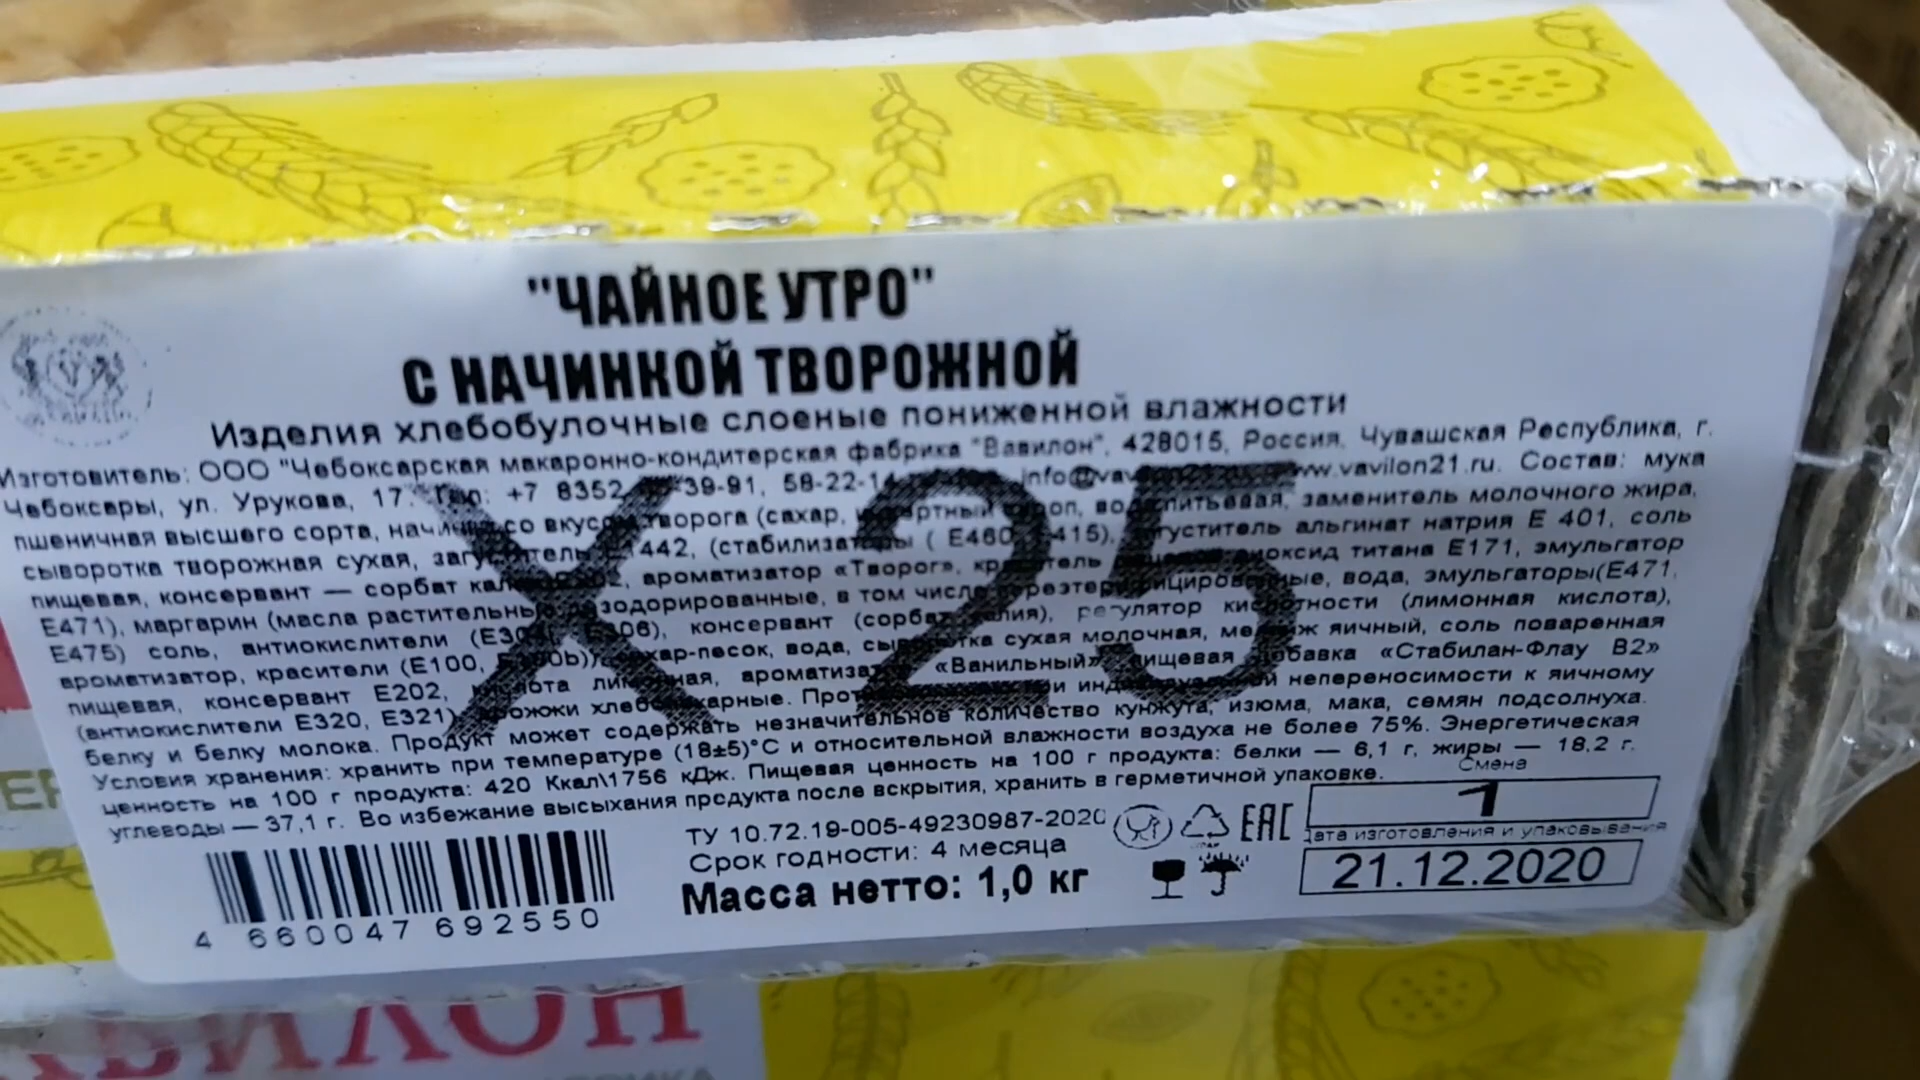 "ЧАЙНОЕ УТРО"
С НАЧИНКОЙ ТВОРОЖНОЙ
Изделия хлебобулочные слоеные пониженной влажности
Изготовитель: ООО "Чебоксарская макаронно-кондитерская фабрика "Вавилон", 428015, Россия, Чувашская Республика, г.
Чебоксары, ул. Урукова, 17. Тел: +7 8352 39-91, 58-22-14 info@vav www.vavilon21.ru. Состав: мука
пшеничная высшего сорта, начинка со вкусом творога (сахар, питьевая, заменитель молочного жира,
сыворотка творожная сухая, загуститель Е1442, (стабилизаторы ( Е460, Е415), загуститель альгинат натрия Е 401, соль
пищевая, консервант — сорбат калия ароматизатор «Творог», краситель диоксид титана Е171, эмульгатор
Е471), маргарин (масла растительные дезодорированные, в том числе переэтерифицированные, вода, эмульгаторы(Е471,
Е475) соль, антиокислители (Е304, Е306), консервант (сорбат калия), регулятор кислотности (лимонная кислота),
ароматизатор, красители (Е100, Е160b)), сахар-песок, вода, сыворотка сухая молочная, меланж яичный, соль поваренная
пищевая, консервант Е202, кислота лимонная, ароматизатор «Ванильный», пищевая добавка «Стабилан-Флау В2»
(антиокислители Е320, Е321), дрожжи хлебопекарные. Противопоказан при индивидуальной непереносимости к яичному
белку и белку молока. Продукт может содержать незначительное количество кунжута, изюма, мака, семян подсолнуха.
Условия хранения: хранить при температуре (18±5)°С и относительной влажности воздуха не более 75%. Энергетическая
ценность на 100 г продукта: 420 Ккал\1756 кДж. Пищевая ценность на 100 г продукта: белки — 6,1 г, жиры — 18,2 г.
углеводы — 37,1 г. Во избежание высыхания продукта после вскрытия, хранить в герметичной упаковке.
Х 25
Смена
1
ТУ 10.72.19-005-49230987-2020
EAC
Дата изготовления и упаковывания
Срок годности: 4 месяца
21.12.2020
Масса нетто: 1,0 кг
4 660047 692550
ВИЛОН